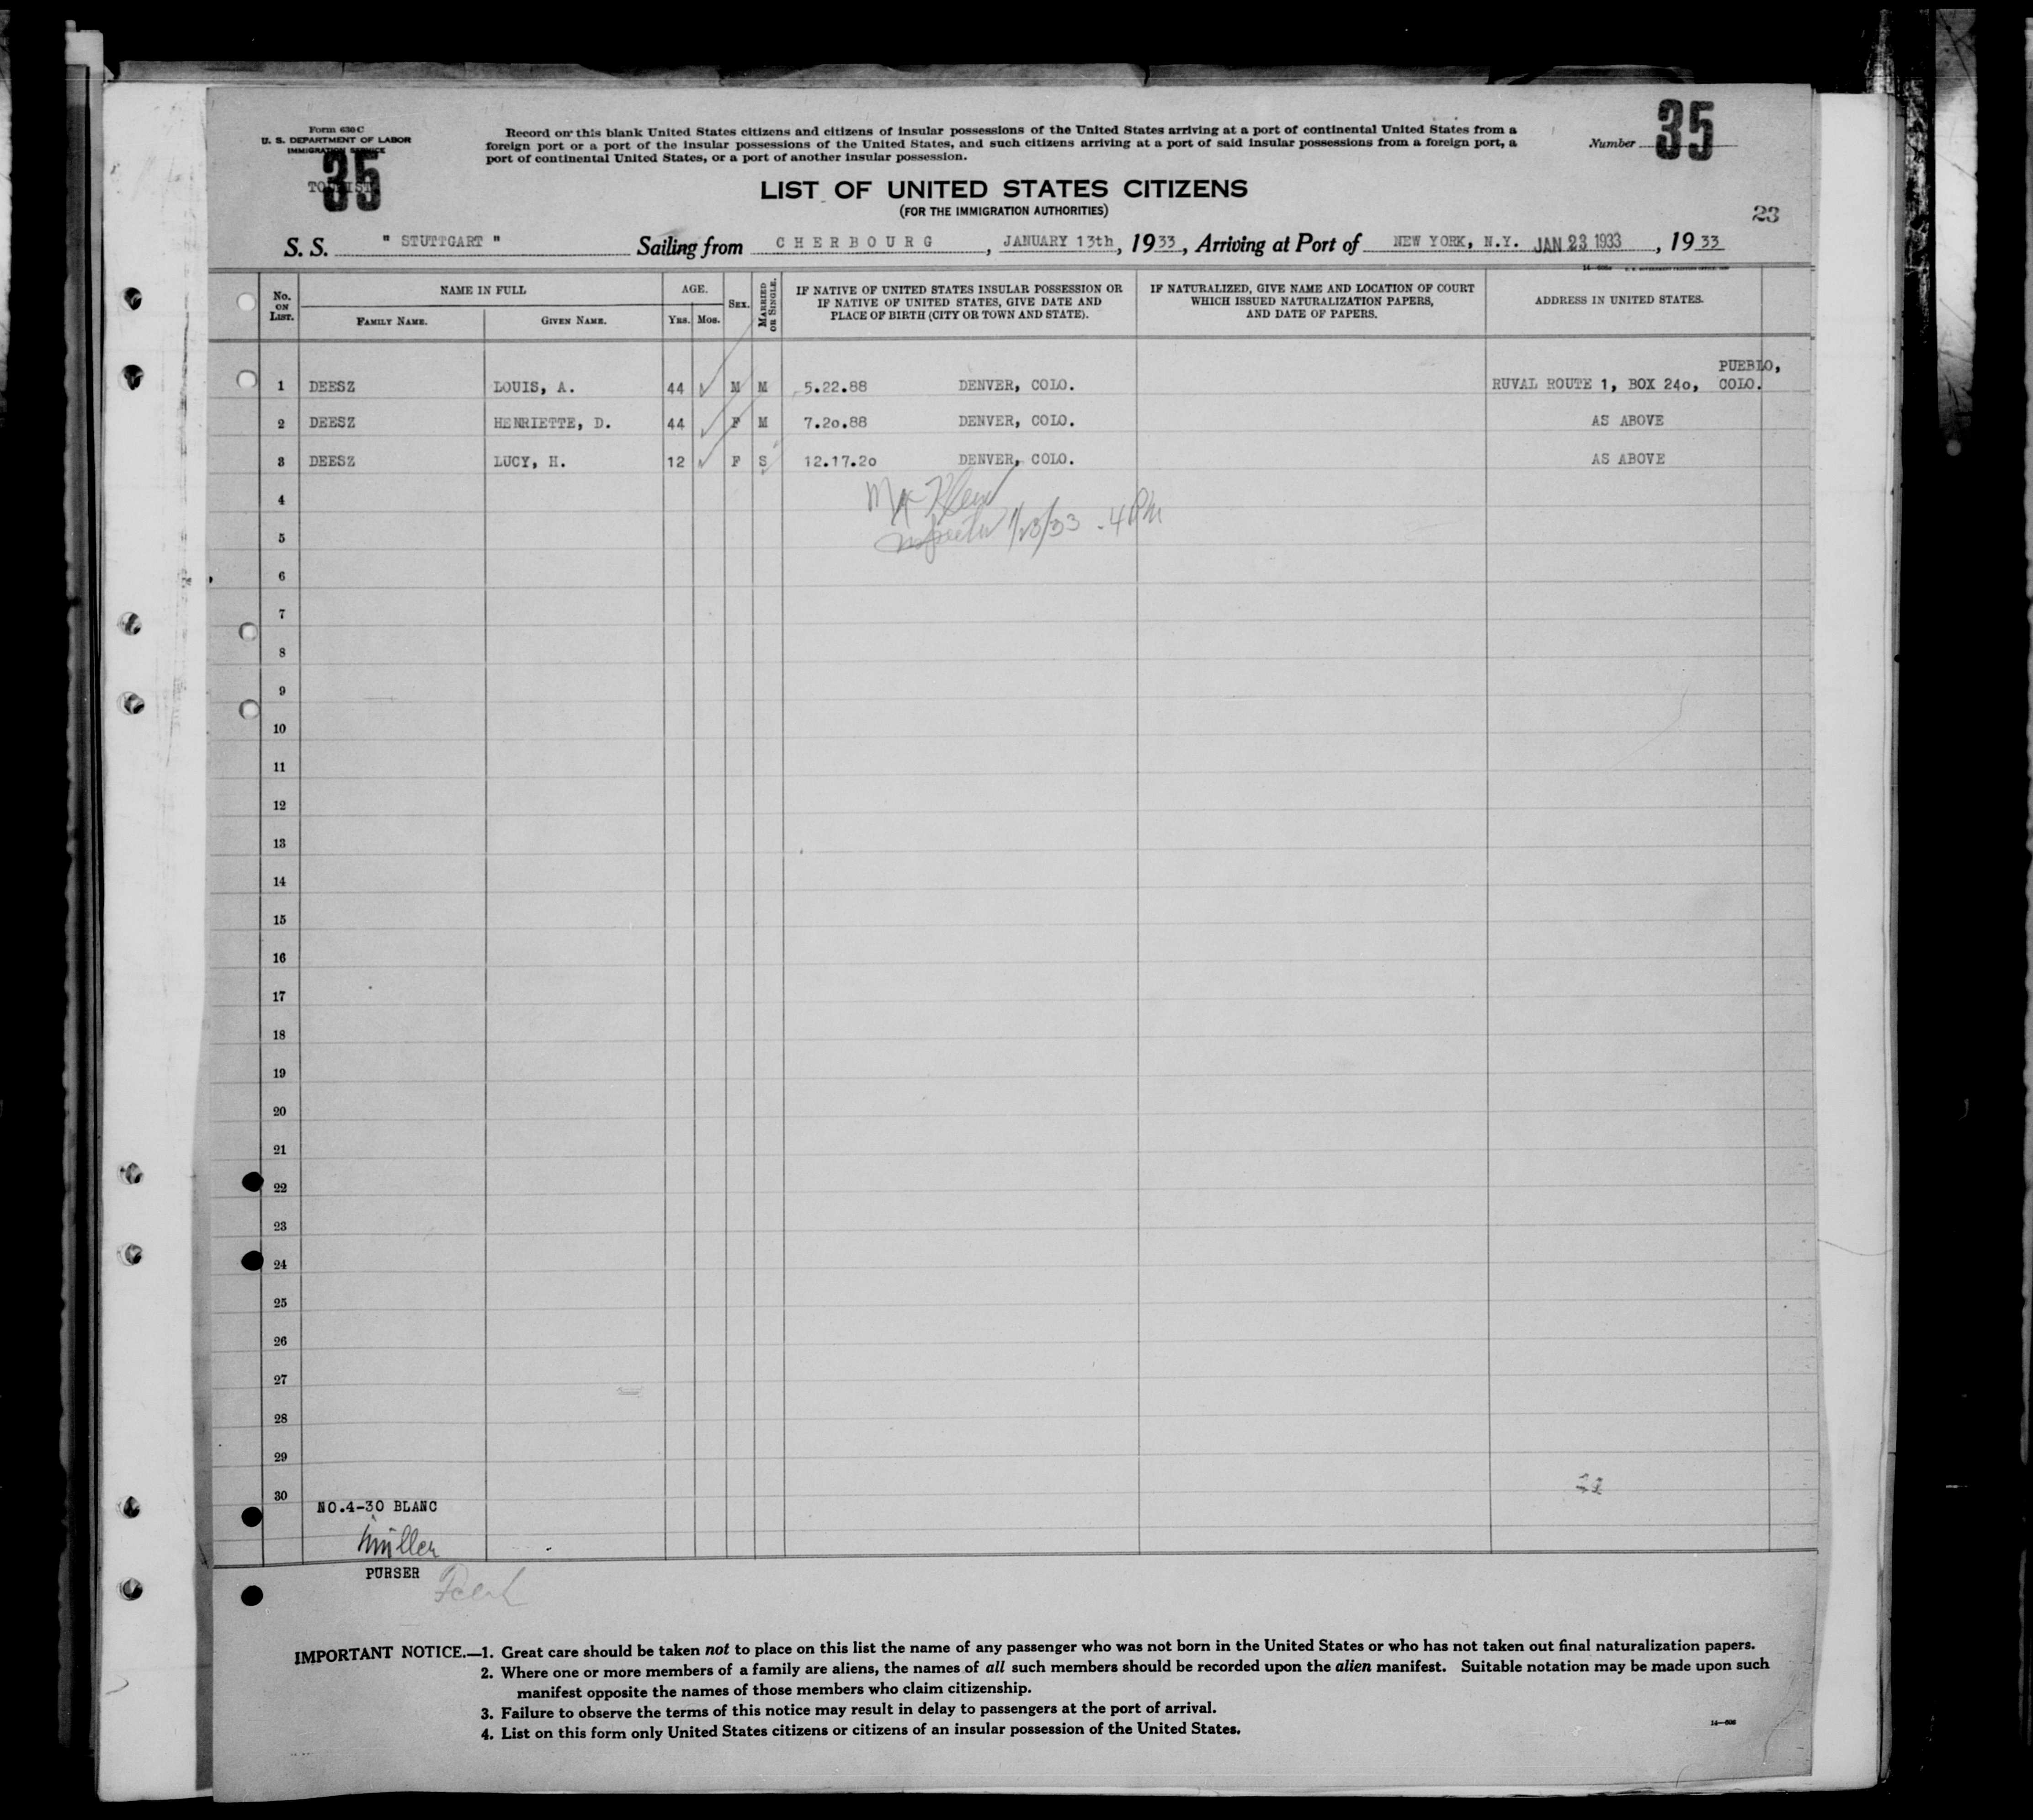 Form 630 C
U. S. DEPARTMENT OF LABOR
IMMIGRATION SERVICE
35
TOURIST
Record on this blank United States citizens and citizens of insular possessions of the United States arriving at a port of continental United States from a
foreign port or a port of the insular possessions of the United States, and such citizens arriving at a port of said insular possessions from a foreign port, a
port of continental United States, or a port of another insular possession.
Number 35
LIST OF UNITED STATES CITIZENS
(FOR THE IMMIGRATION AUTHORITIES)
23
S. S. " STUTTGART " Sailing from CHERBOURG, JANUARY 13th, 1933, Arriving at Port of NEW YORK, N.Y. JAN 23 1933, 1933
No. ON LIST.
NAME IN FULL
FAMILY NAME.
GIVEN NAME.
AGE.
YRS. MOS.
SEX.
MARRIED OR SINGLE.
IF NATIVE OF UNITED STATES INSULAR POSSESSION OR
IF NATIVE OF UNITED STATES, GIVE DATE AND
PLACE OF BIRTH (CITY OR TOWN AND STATE).
IF NATURALIZED, GIVE NAME AND LOCATION OF COURT
WHICH ISSUED NATURALIZATION PAPERS,
AND DATE OF PAPERS.
ADDRESS IN UNITED STATES.
PUEBLO,
1 DEESZ LOUIS, A. 44 M M 5.22.88 DENVER, COLO. RUVAL ROUTE 1, BOX 24o, COLO.
2 DEESZ HENRIETTE, D. 44 F M 7.2o.88 DENVER, COLO. AS ABOVE
3 DEESZ LUCY, H. 12 F S 12.17.2o DENVER, COLO. AS ABOVE
4
Inspector 1/23/33 - 4 PM
5
6
7
8
9
10
11
12
13
14
15
16
17
18
19
20
21
22
23
24
25
26
27
28
29
30
NO.4-30 BLANC
Müller
PURSER
IMPORTANT NOTICE.—1. Great care should be taken not to place on this list the name of any passenger who was not born in the United States or who has not taken out final naturalization papers.
2. Where one or more members of a family are aliens, the names of all such members should be recorded upon the alien manifest. Suitable notation may be made upon such
manifest opposite the names of those members who claim citizenship.
3. Failure to observe the terms of this notice may result in delay to passengers at the port of arrival.
4. List on this form only United States citizens or citizens of an insular possession of the United States.